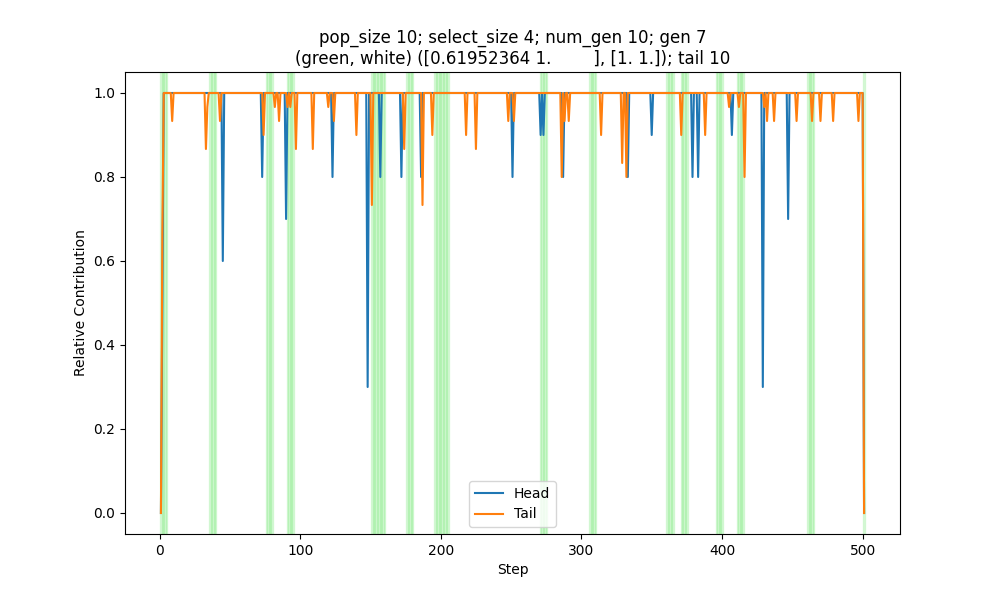 pop_size 10; select_size 4; num_gen 10; gen 7
(green, white) ([0.61952364 1.        ], [1. 1.]); tail 10
Relative Contribution
1.0
0.8
0.6
0.4
0.2
0.0
Head
Tail
0 100 200 300 400 500
Step